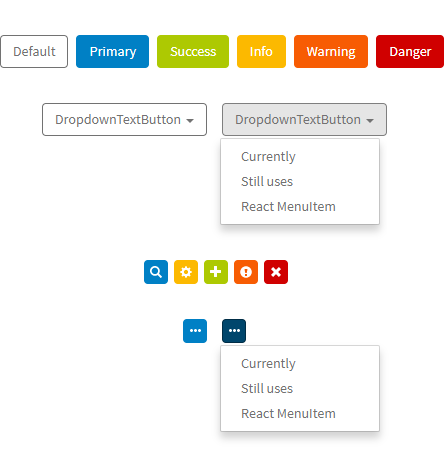 Default Primary Success Info Warning Danger
DropdownTextButton DropdownTextButton
Currently
Still uses
React MenuItem
Currently
Still uses
React MenuItem